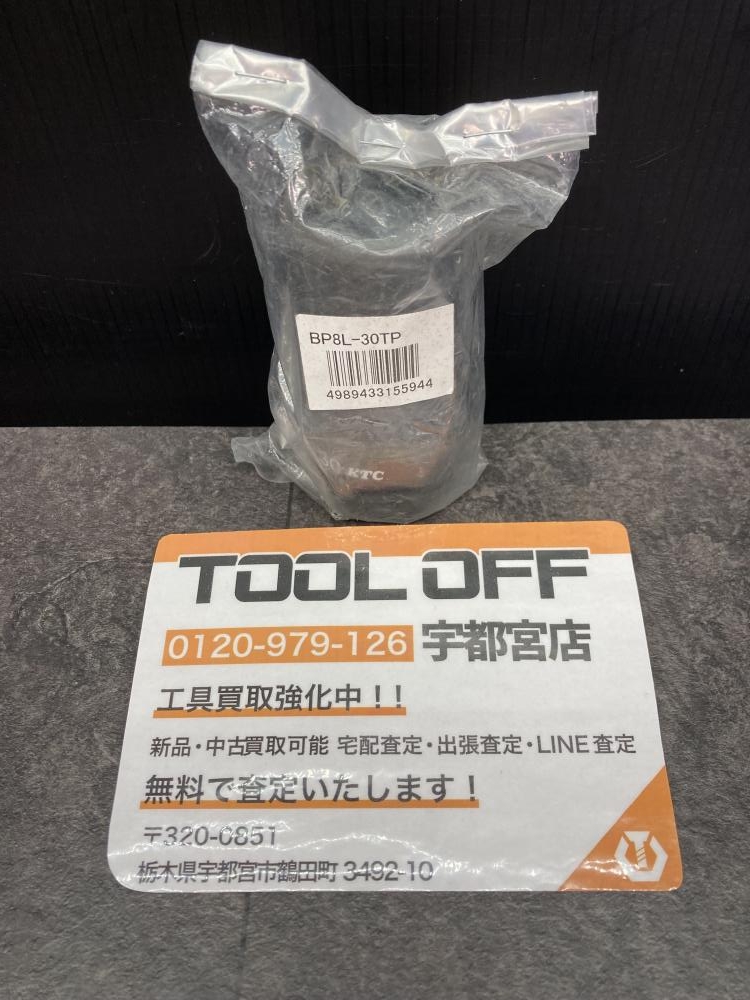 BP8L-30TP
4989433155944
KTC
TOOL OFF
0120-979-126 宇都宮店
工具買取強化中！！
新品・中古買取可能 宅配査定・出張査定・LINE査定
無料で査定いたします！
〒320-0851
栃木県宇都宮市鶴田町 3492-10